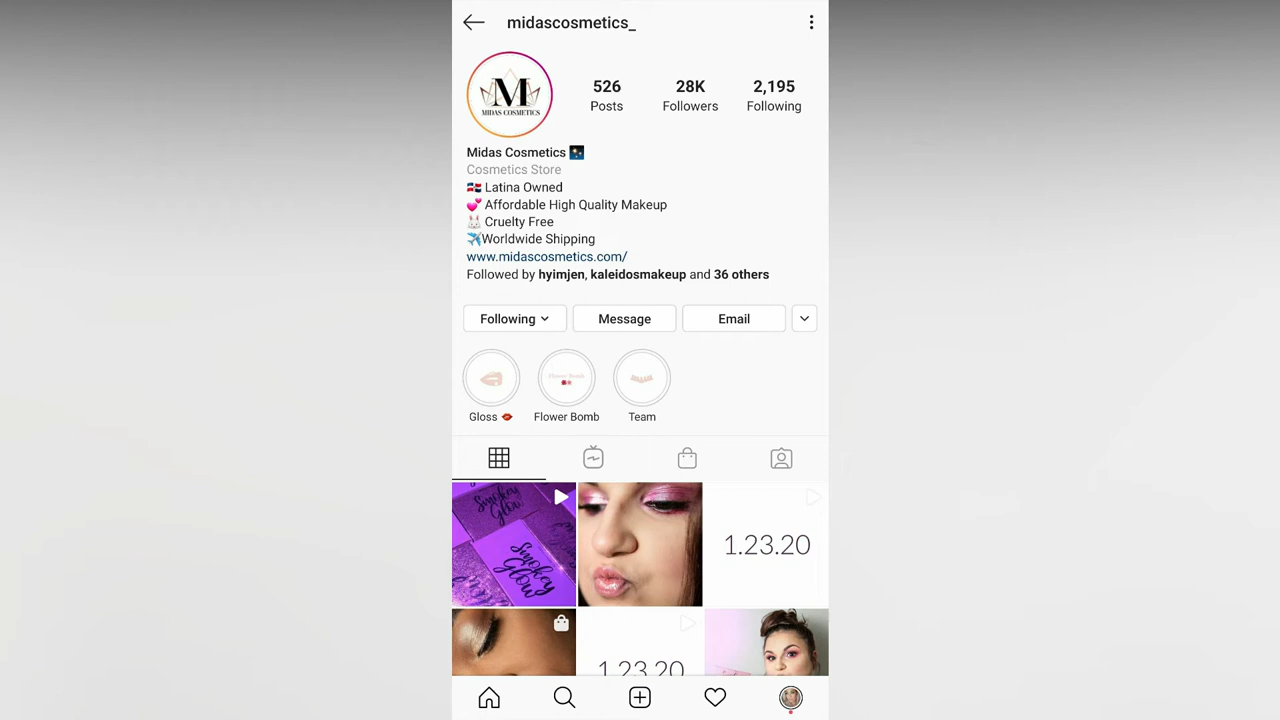 midascosmetics_
M
MIDAS COSMETICS
526
Posts
28K
Followers
2,195
Following
Midas Cosmetics 🌃
Cosmetics Store
🇩🇴 Latina Owned
💕 Affordable High Quality Makeup
🐰 Cruelty Free
✈️Worldwide Shipping
www.midascosmetics.com/
Followed by hyimjen, kaleidosmakeup and 36 others
Following
Message
Email
Flower Bomb
Gloss 💋
Flower Bomb
Team
Smokey
Glow
Smokey
Glow
1.23.20
1.23.20